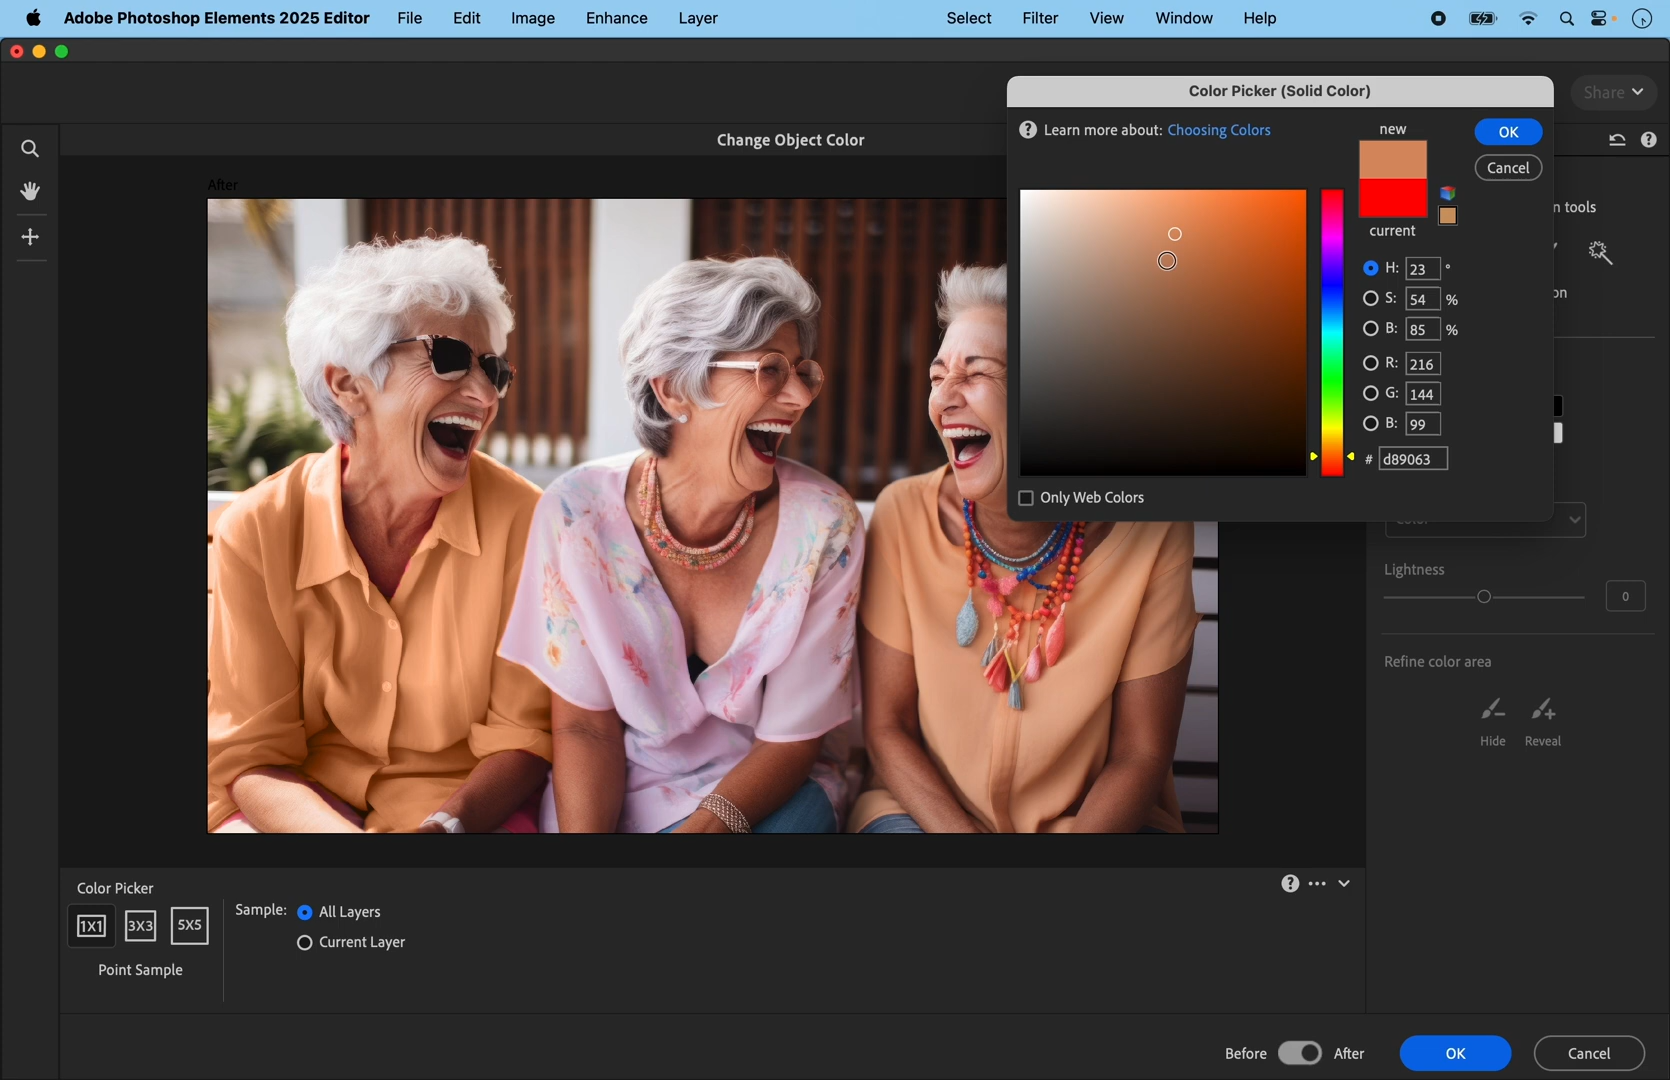 Adobe Photoshop Elements 2025 Editor File Edit Image Enhance Layer Select Filter View Window Help
Color Picker (Solid Color)
Share
Learn more about: Choosing Colors
new
OK
Change Object Color
Cancel
After
n tools
current
H: 23 °
on
S: 54 %
B: 85 %
R: 216
G: 144
B: 99
# d89063
Only Web Colors
Color
Lightness
0
Refine color area
Hide Reveal
Color Picker
Sample: All Layers
1X1 3X3 5X5
Current Layer
Point Sample
Before After OK Cancel